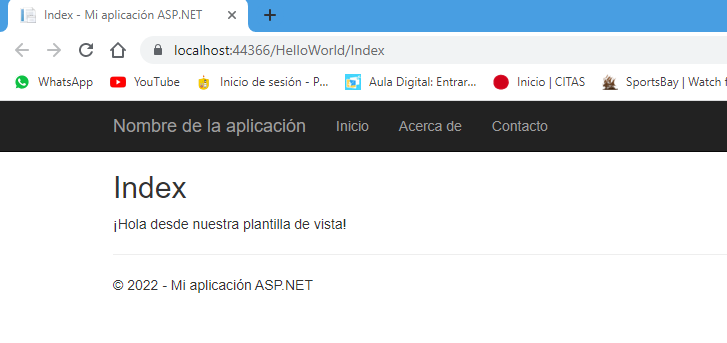 Index - Mi aplicación ASP.NET
localhost:44366/HelloWorld/Index
WhatsApp YouTube Inicio de sesión - P... Aula Digital: Entrar... Inicio | CITAS SportsBay | Watch f
Nombre de la aplicación Inicio Acerca de Contacto
Index
¡Hola desde nuestra plantilla de vista!
© 2022 - Mi aplicación ASP.NET